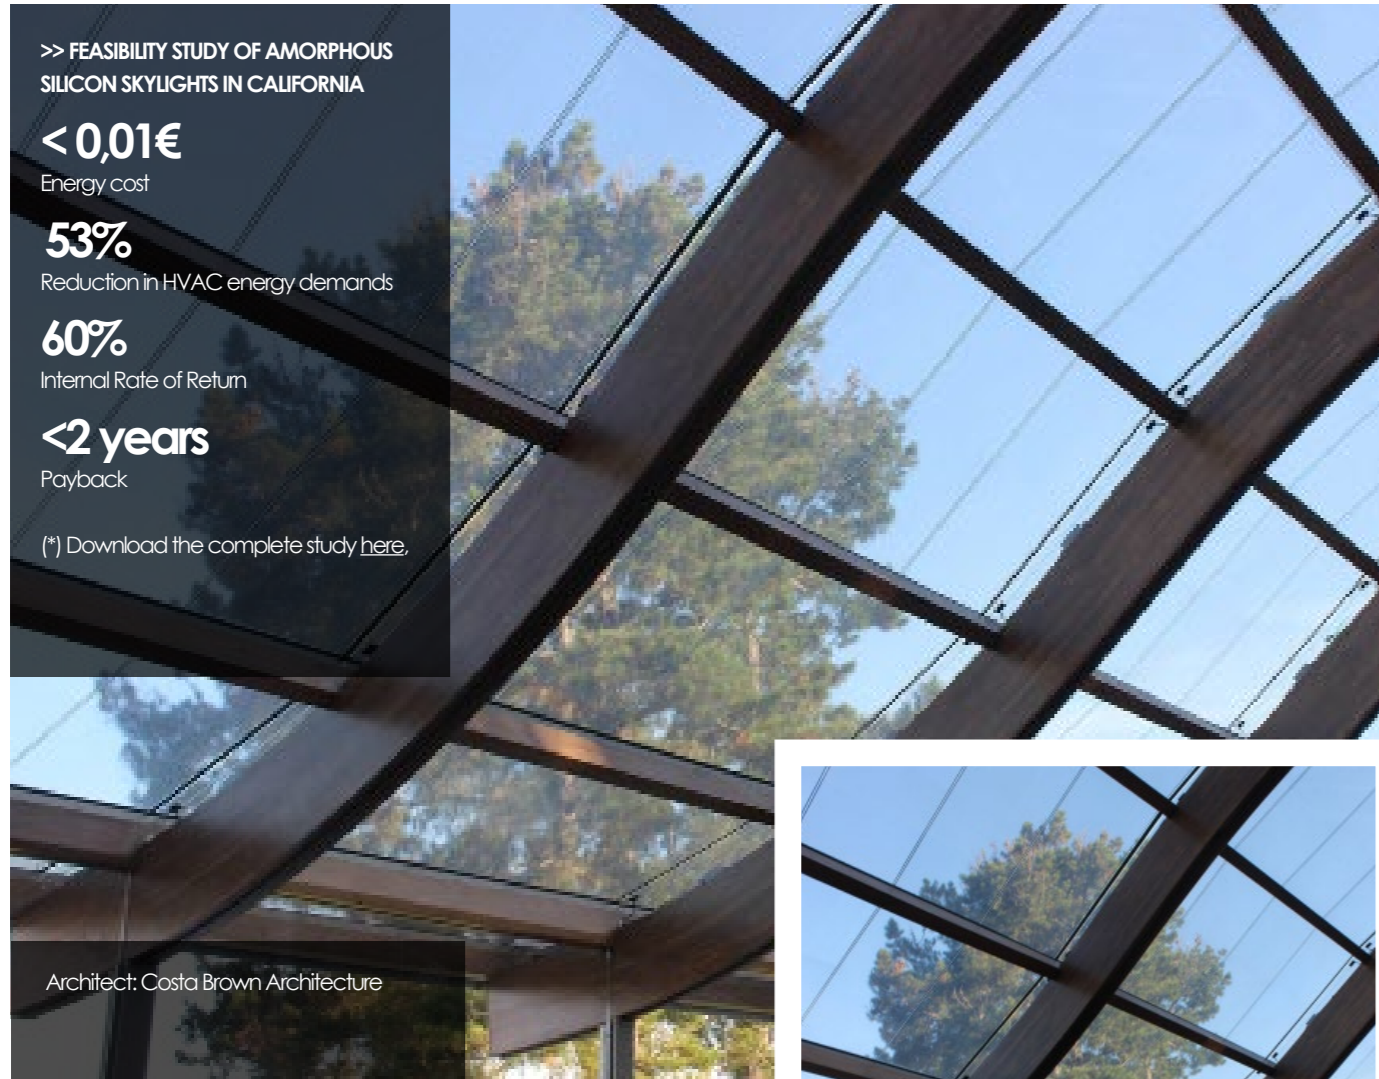 >> FEASIBILITY STUDY OF AMORPHOUS
SILICON SKYLIGHTS IN CALIFORNIA
< 0,01€
Energy cost
53%
Reduction in HVAC energy demands
60%
Internal Rate of Return
<2 years
Payback
(*) Download the complete study here,
Architect: Costa Brown Architecture